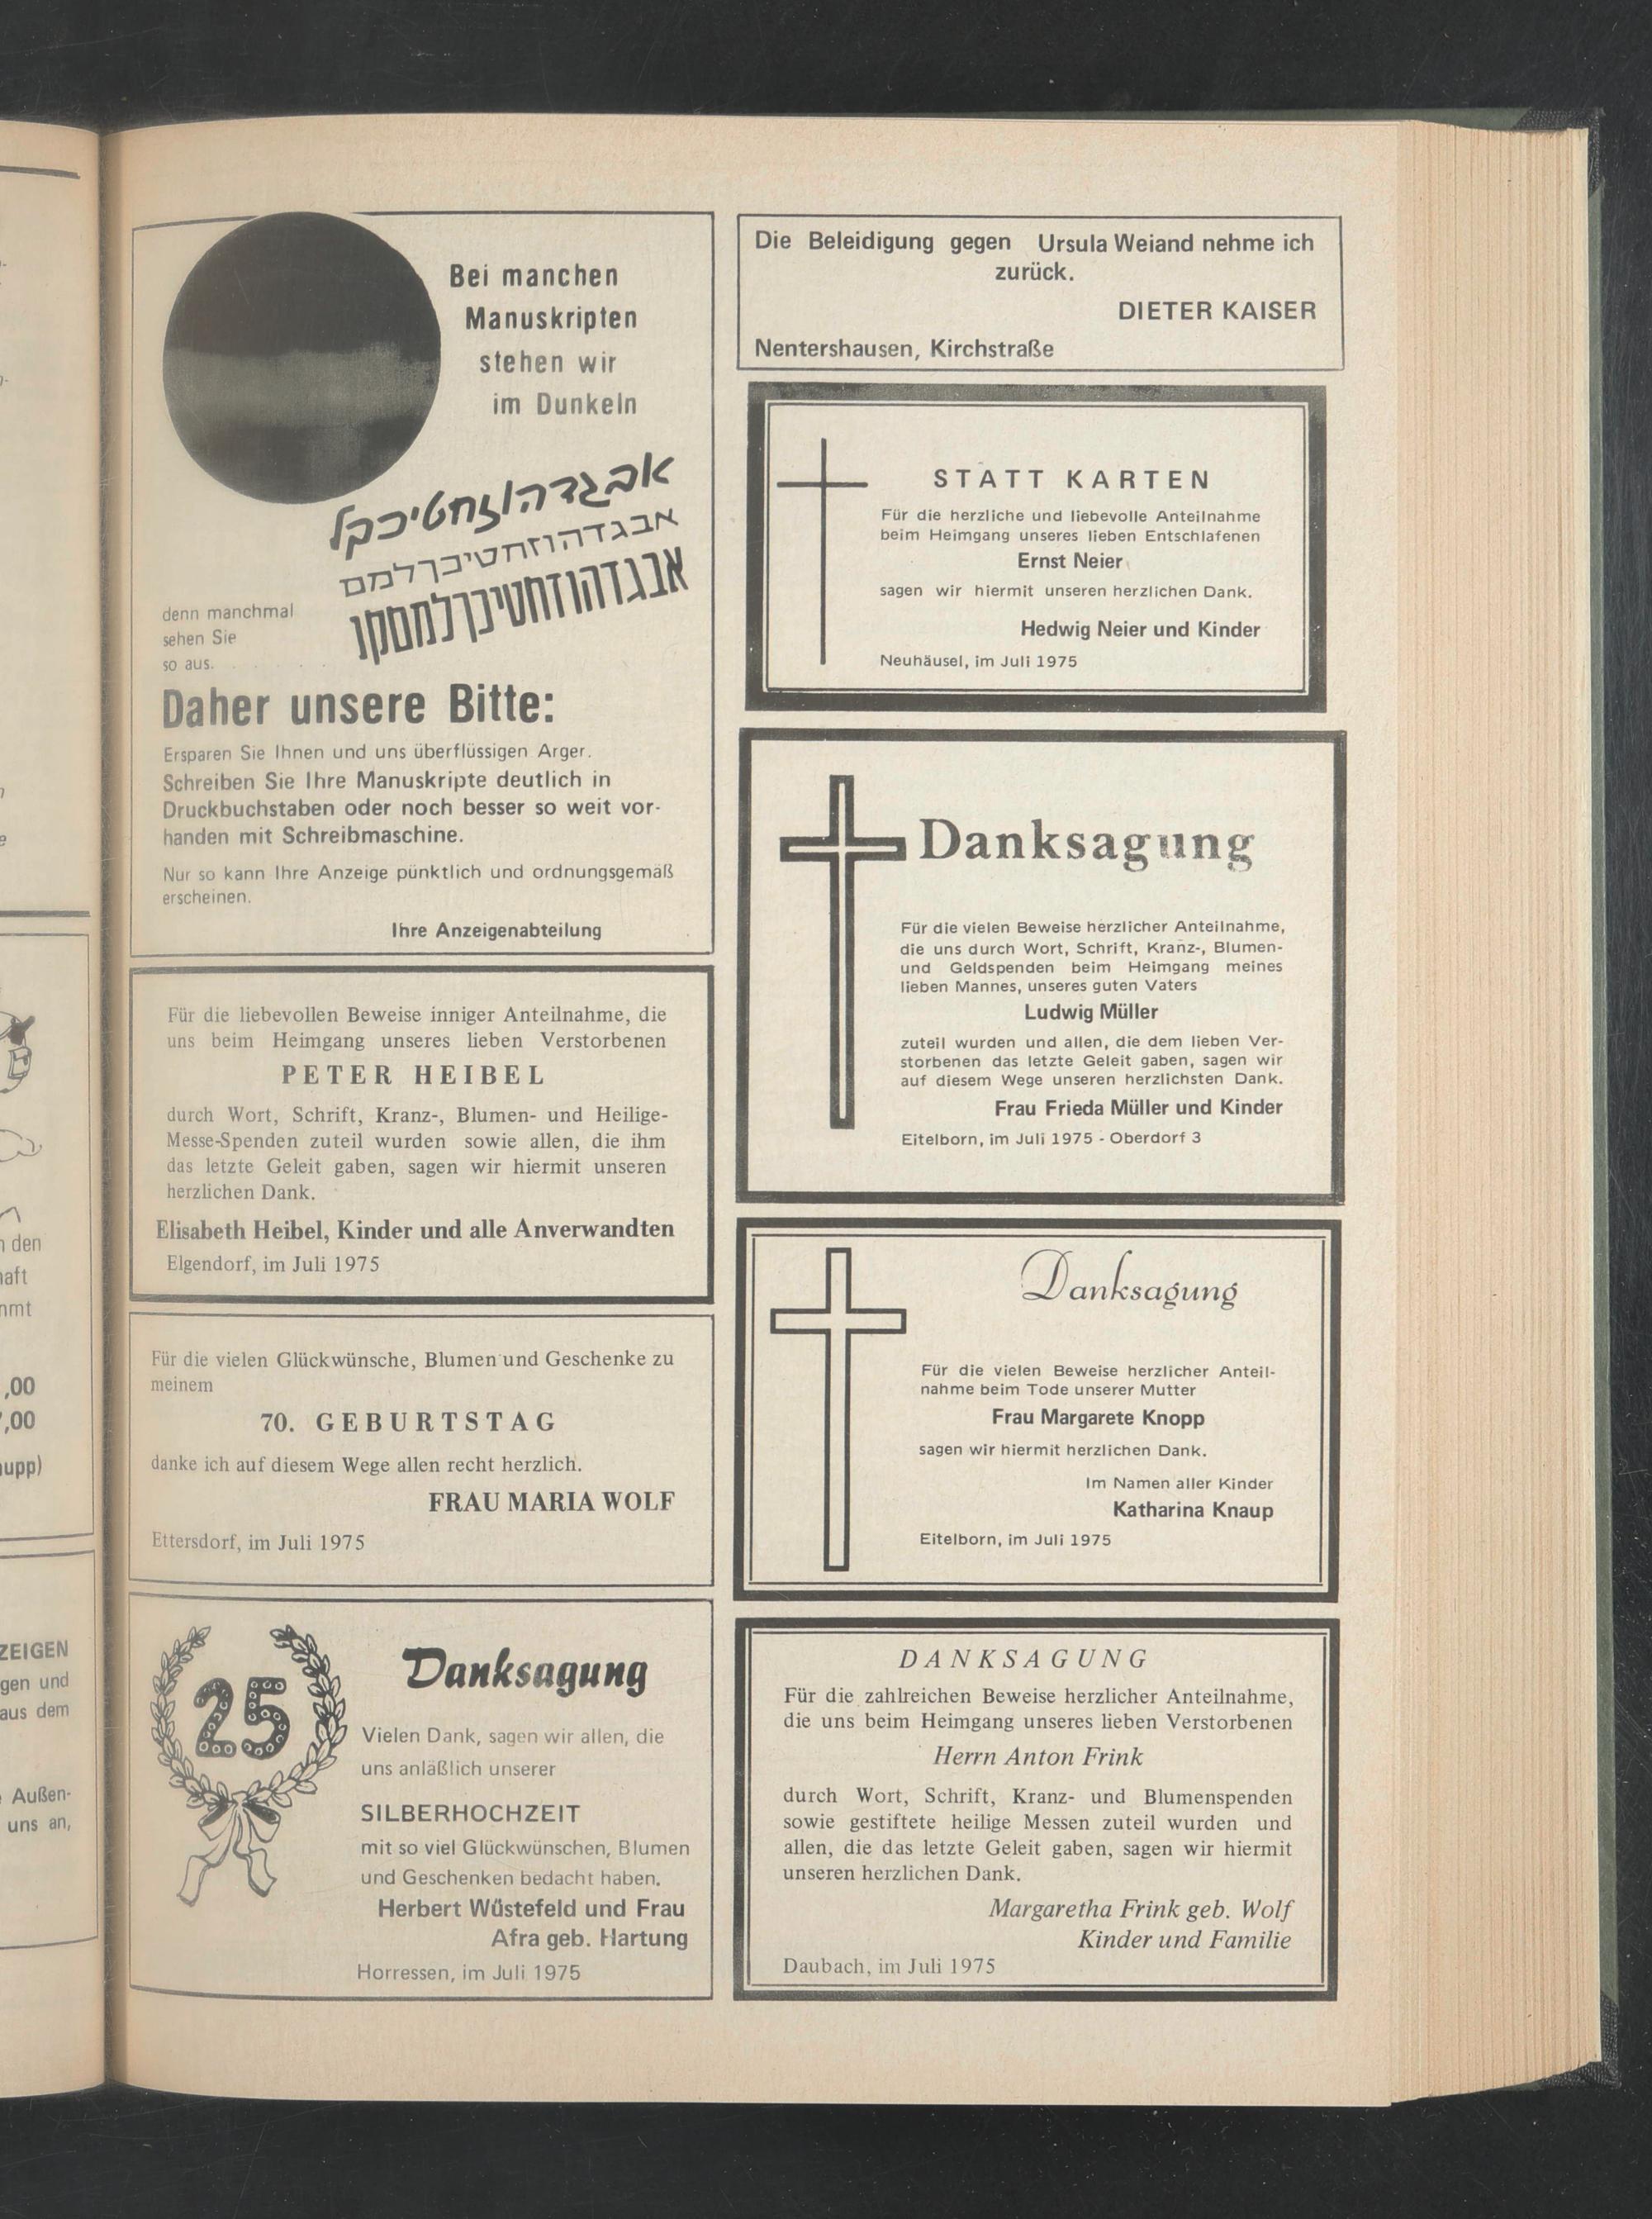 Bei manchen
Manuskripten
stehen wir
im Dunkeln
אבגדהוזחטיכךל
אבגדהוזחטיכךלמם
אבגדהוזחטיכךלמםקו
denn manchmal
sehen Sie
so aus. . . . .
Daher unsere Bitte:
Ersparen Sie Ihnen und uns überflüssigen Arger.
Schreiben Sie Ihre Manuskripte deutlich in
Druckbuchstaben oder noch besser so weit vor-
handen mit Schreibmaschine.
Nur so kann Ihre Anzeige pünktlich und ordnungsgemäß
erscheinen.
Ihre Anzeigenabteilung
Für die liebevollen Beweise inniger Anteilnahme, die
uns beim Heimgang unseres lieben Verstorbenen
PETER HEIBEL
durch Wort, Schrift, Kranz-, Blumen- und Heilige-
Messe-Spenden zuteil wurden sowie allen, die ihm
das letzte Geleit gaben, sagen wir hiermit unseren
herzlichen Dank.
Elisabeth Heibel, Kinder und alle Anverwandten
Elgendorf, im Juli 1975
Für die vielen Glückwünsche, Blumen und Geschenke zu
meinem
70. GEBURTSTAG
danke ich auf diesem Wege allen recht herzlich.
FRAU MARIA WOLF
Ettersdorf, im Juli 1975
25
Danksagung
Vielen Dank, sagen wir allen, die
uns anläßlich unserer
SILBERHOCHZEIT
mit so viel Glückwünschen, Blumen
und Geschenken bedacht haben.
Herbert Wüstefeld und Frau
Afra geb. Hartung
Horressen, im Juli 1975
Die Beleidigung gegen Ursula Weiand nehme ich
zurück.
DIETER KAISER
Nentershausen, Kirchstraße
STATT KARTEN
Für die herzliche und liebevolle Anteilnahme
beim Heimgang unseres lieben Entschlafenen
Ernst Neier
sagen wir hiermit unseren herzlichen Dank.
Hedwig Neier und Kinder
Neuhäusel, im Juli 1975
Danksagung
Für die vielen Beweise herzlicher Anteilnahme,
die uns durch Wort, Schrift, Kranz-, Blumen-
und Geldspenden beim Heimgang meines
lieben Mannes, unseres guten Vaters
Ludwig Müller
zuteil wurden und allen, die dem lieben Ver-
storbenen das letzte Geleit gaben, sagen wir
auf diesem Wege unseren herzlichsten Dank.
Frau Frieda Müller und Kinder
Eitelborn, im Juli 1975 - Oberdorf 3
Danksagung
Für die vielen Beweise herzlicher Anteil-
nahme beim Tode unserer Mutter
Frau Margarete Knopp
sagen wir hiermit herzlichen Dank.
Im Namen aller Kinder
Katharina Knaup
Eitelborn, im Juli 1975
DANKSAGUNG
Für die zahlreichen Beweise herzlicher Anteilnahme,
die uns beim Heimgang unseres lieben Verstorbenen
Herrn Anton Frink
durch Wort, Schrift, Kranz- und Blumenspenden
sowie gestiftete heilige Messen zuteil wurden und
allen, die das letzte Geleit gaben, sagen wir hiermit
unseren herzlichen Dank.
Margaretha Frink geb. Wolf
Kinder und Familie
Daubach, im Juli 1975